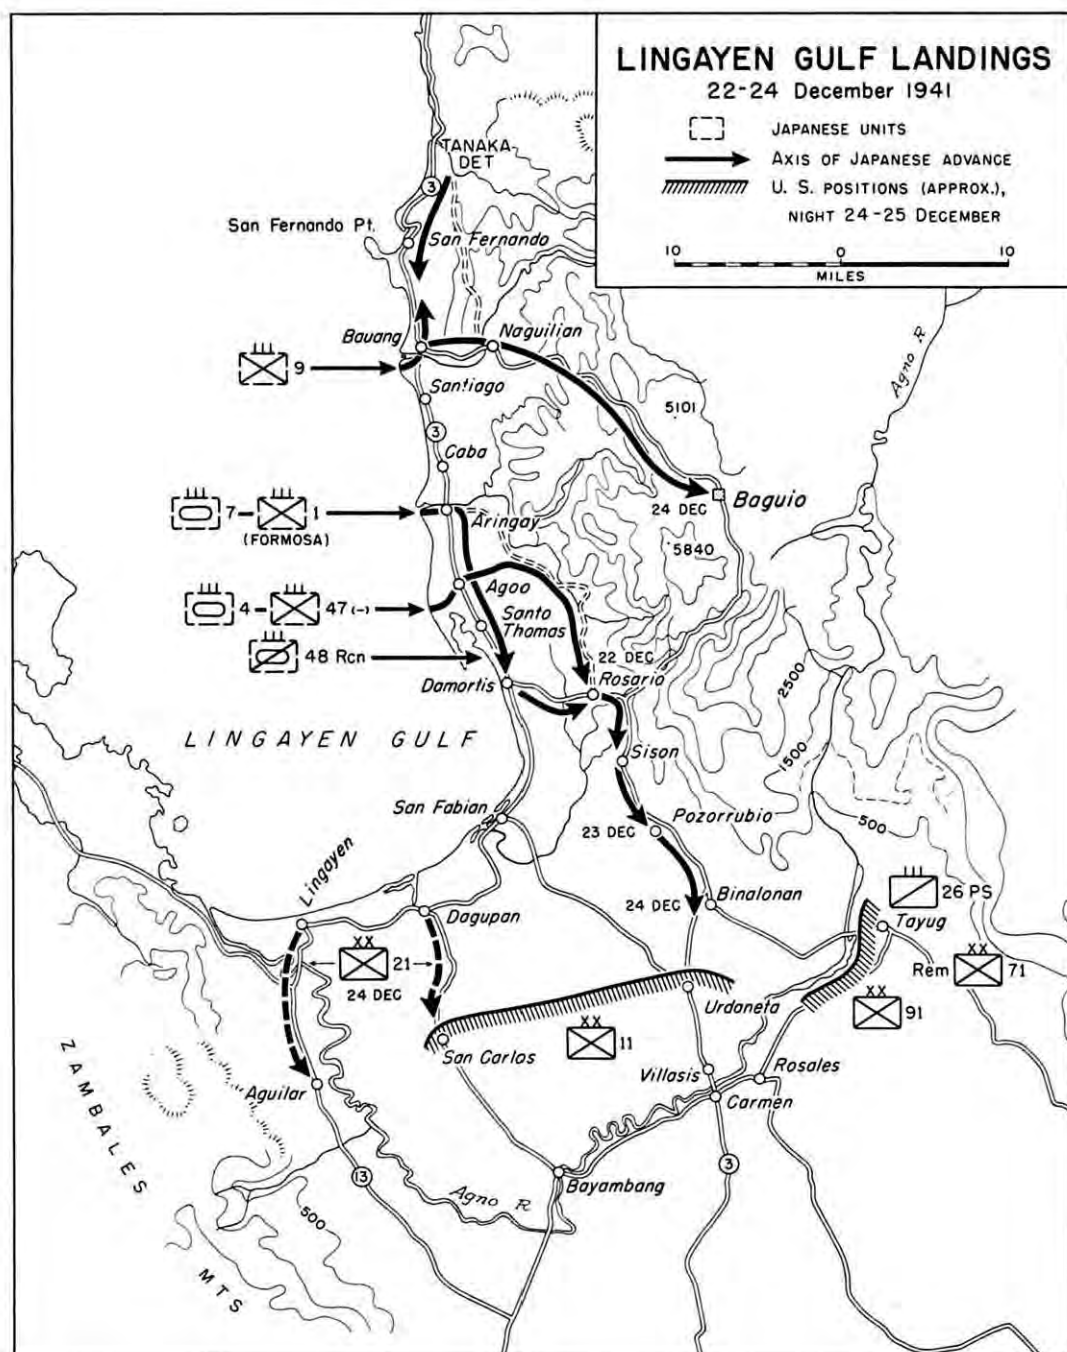 LINGAYEN GULF LANDINGS
22-24 December 1941
JAPANESE UNITS
AXIS OF JAPANESE ADVANCE
U. S. POSITIONS (APPROX.),
NIGHT 24-25 DECEMBER
10 0 10
MILES
TANAKA
DET
3
San Fernando Pt.
San Fernando
Bauang
Naguilian
9
Santiago
3
Caba
5101
Agno R
24 DEC
Baguio
7
1
(FORMOSA)
Aringay
5840
Agoo
4
47 (-)
Santo
Thomas
48 Rcn
22 DEC
Damortis
Rosario
2500
1500
500
LINGAYEN GULF
Sison
San Fabian
23 DEC
Pozorrubio
Lingayen
Dagupan
24 DEC
Binalonan
26 PS
Tayug
XX
21
24 DEC
XX
Rem 71
XX
91
Urdaneta
XX
11
San Carlos
Villasis
Rosales
Carmen
Aguilar
ZAMBALES
MTS
13
3
Bayambang
Agno R
500